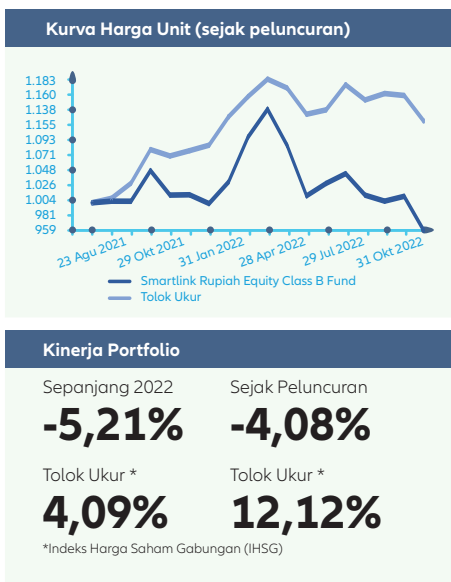 Kurva Harga Unit (sejak peluncuran)
1.183
1.160
1.138
1.155
1.093
1.071
1.048
1.026
1.004
981
959
23 Agu 2021
29 Okt 2021
31 Jan 2022
28 Apr 2022
29 Jul 2022
31 Okt 2022
Smartlink Rupiah Equity Class B Fund
Tolok Ukur
Kinerja Portfolio
Sepanjang 2022
Sejak Peluncuran
-5,21%
-4,08%
Tolok Ukur *
Tolok Ukur *
4,09%
12,12%
*Indeks Harga Saham Gabungan (IHSG)